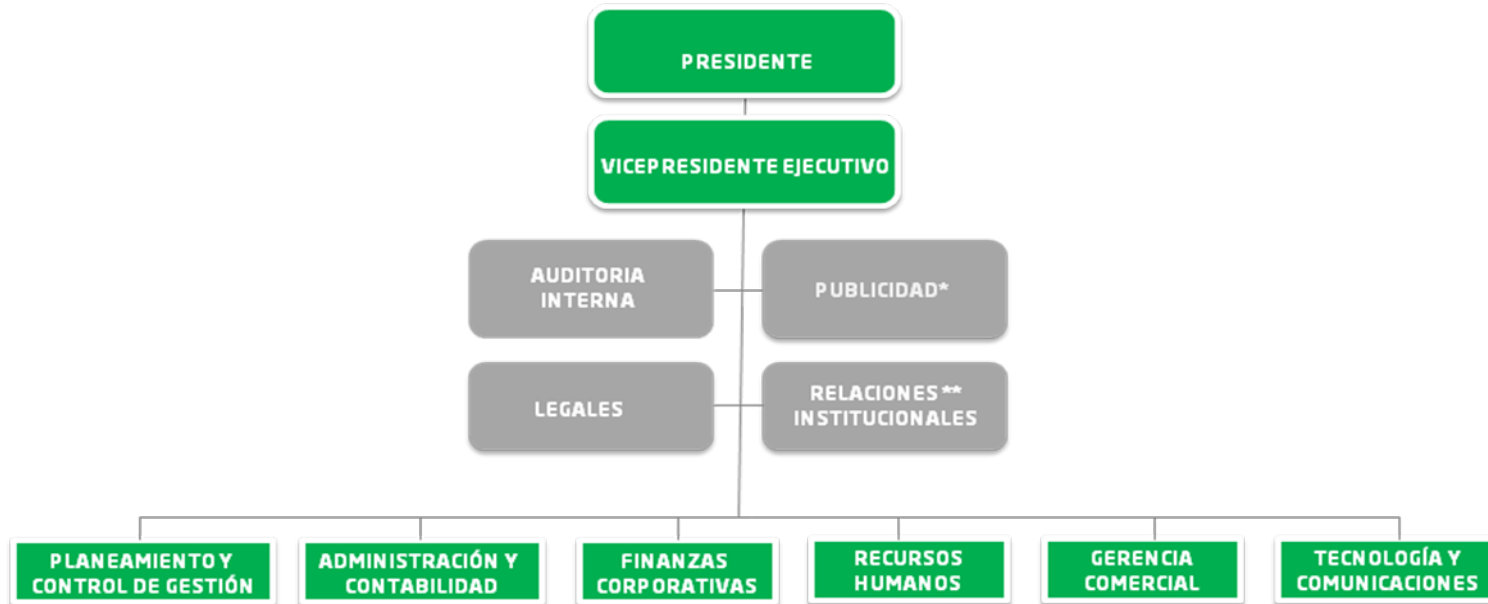 PRESIDENTE
VICEPRESIDENTE EJECUTIVO
AUDITORIA
INTERNA
PUBLICIDAD*
LEGALES
RELACIONES**
INSTITUCIONALES
PLANEAMIENTO Y
CONTROL DE GESTIÓN
ADMINISTRACIÓN Y
CONTABILIDAD
FINANZAS
CORPORATIVAS
RECURSOS
HUMANOS
GERENCIA
COMERCIAL
TECNOLOGÍA Y
COMUNICACIONES